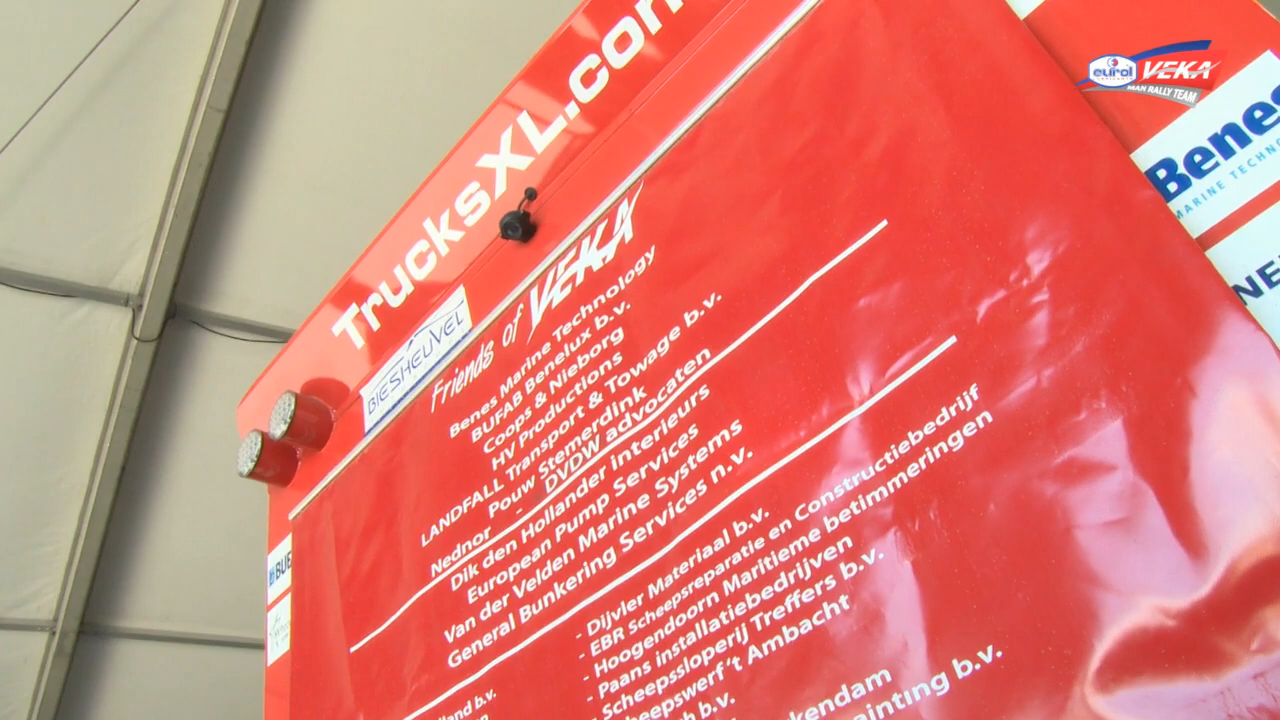 TrucksXL.com
eurol VEKA
MAN RALLY TEAM
Benes
MARINE
BIESHEUVEL
Friends of VEKA
Benes Marine Technology
BUFAB Benelux b.v.
Coops & Nieborg
HV Productions
LANDFALL Transport & Towage b.v.
Pouw Stemerdink
Nednor - DVDW advocaten
Dik den Hollander interieurs
European Pump Services
Van der Velden Marine Systems
General Bunkering Services n.v.
- Dijvler Materiaal b.v.
- EBR Scheepsreparatie en Constructiebedrijf
- Hoogendoorn Maritieme betimmeringen
- Paans installatiebedrijven
- Scheepssloperij Treffers b.v.
Scheepswerf 't Ambacht
b.v.
b.v.